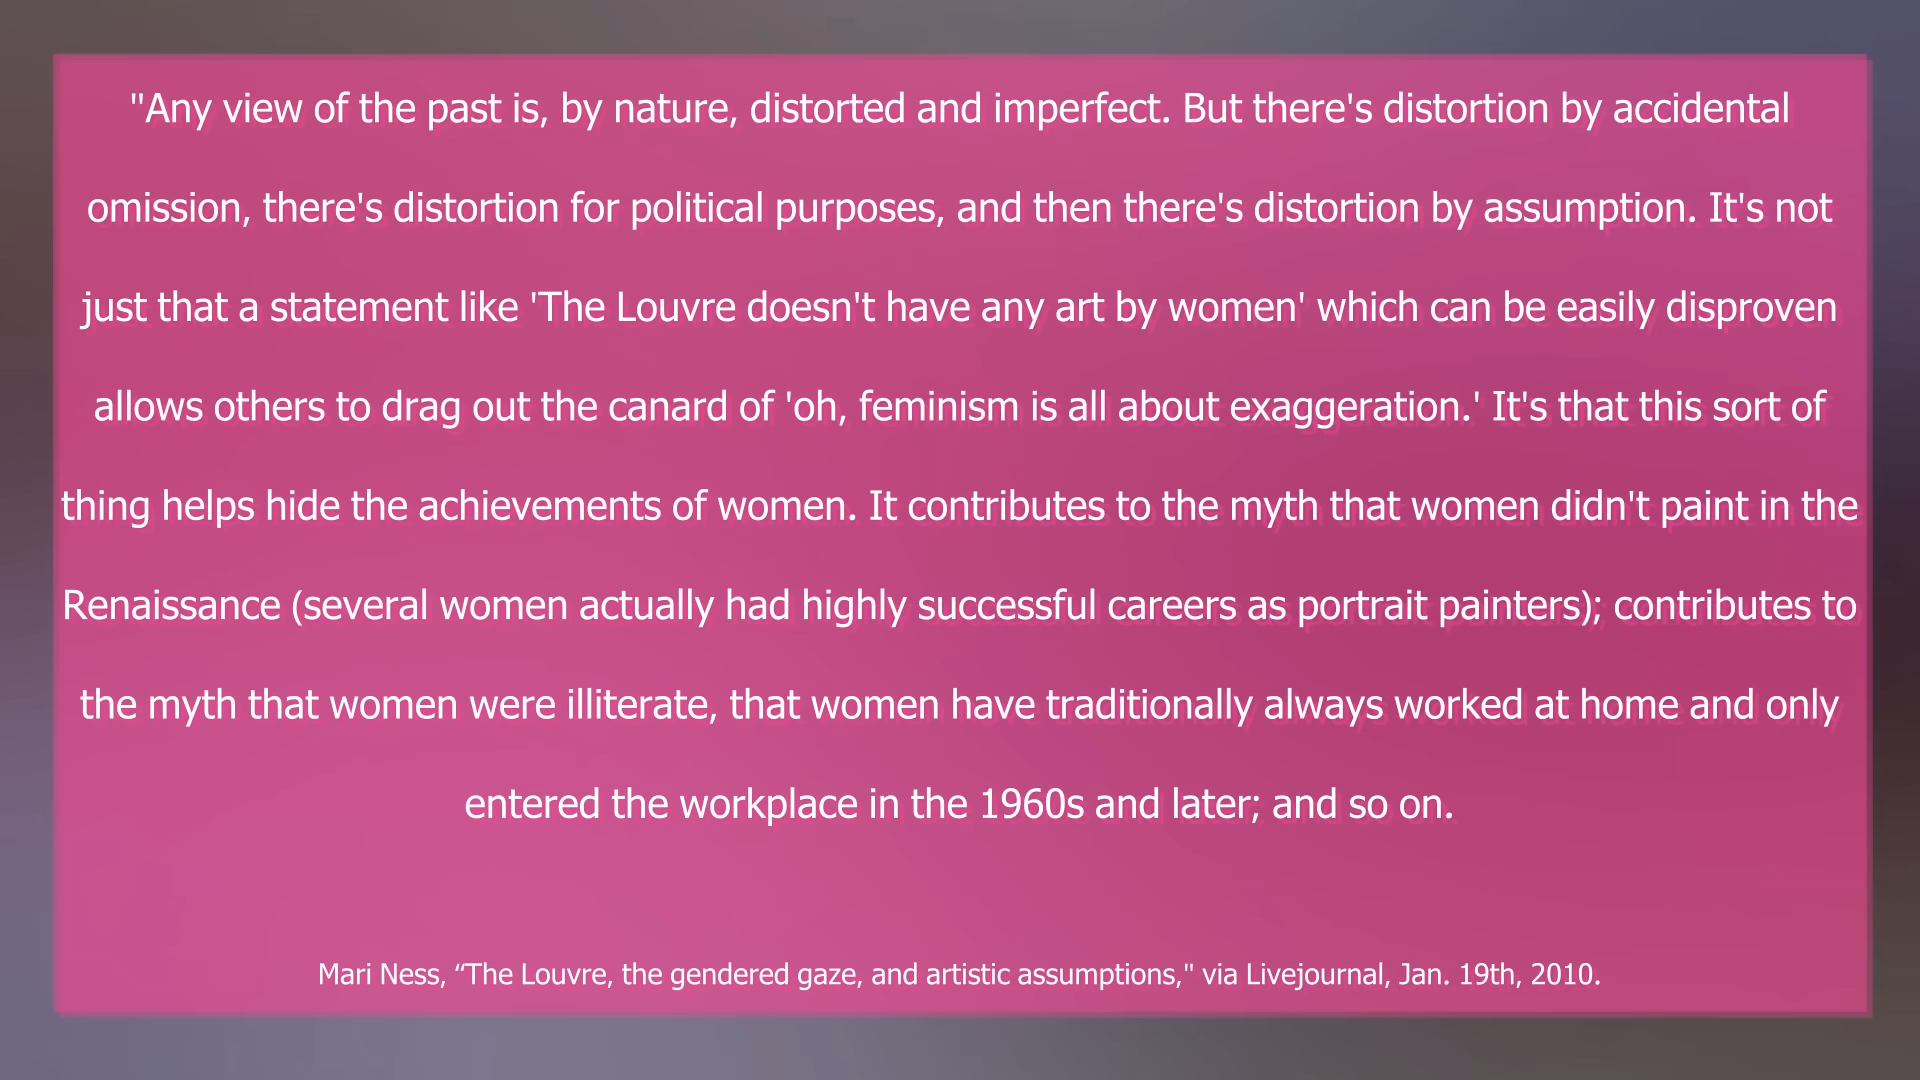 "Any view of the past is, by nature, distorted and imperfect. But there's distortion by accidental
omission, there's distortion for political purposes, and then there's distortion by assumption. It's not
just that a statement like 'The Louvre doesn't have any art by women' which can be easily disproven
allows others to drag out the canard of 'oh, feminism is all about exaggeration.' It's that this sort of
thing helps hide the achievements of women. It contributes to the myth that women didn't paint in the
Renaissance (several women actually had highly successful careers as portrait painters); contributes to
the myth that women were illiterate, that women have traditionally always worked at home and only
entered the workplace in the 1960s and later; and so on.
Mari Ness, “The Louvre, the gendered gaze, and artistic assumptions," via Livejournal, Jan. 19th, 2010.